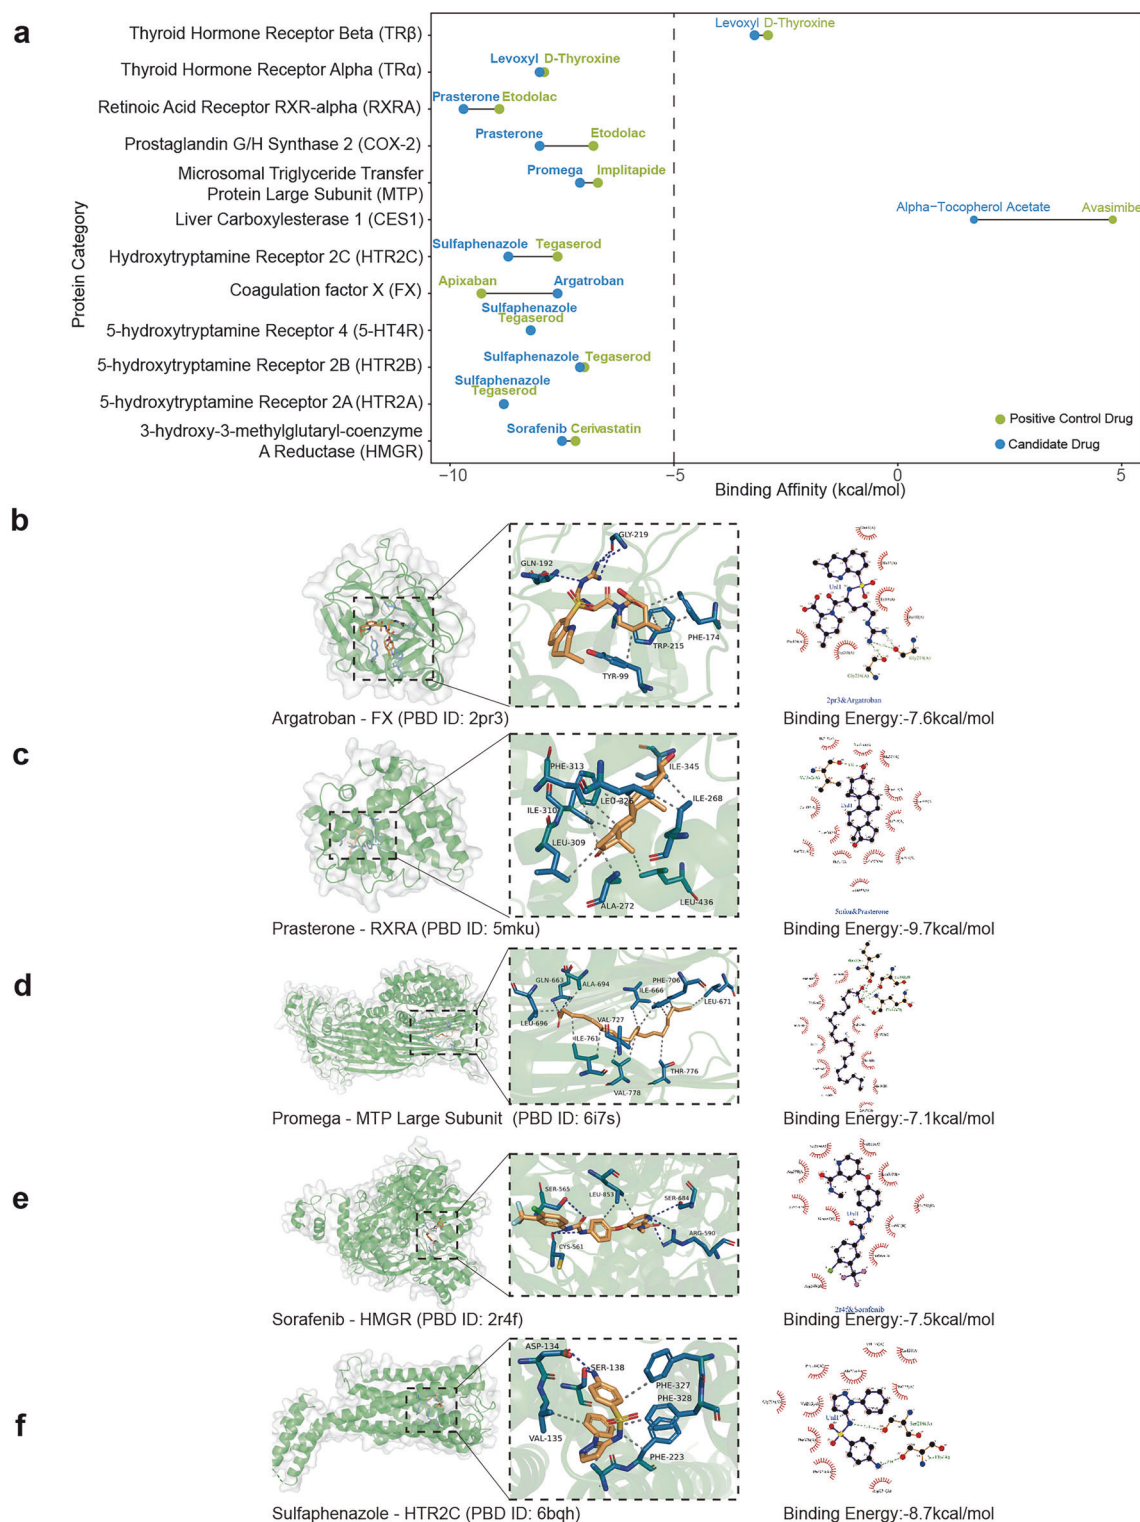 a
Levoxyl D-Thyroxine
Thyroid Hormone Receptor Beta (TRβ)
Levoxyl D-Thyroxine
Thyroid Hormone Receptor Alpha (TRα)
Prasterone Etodolac
Retinoic Acid Receptor RXR-alpha (RXRA)
Prasterone Etodolac
Prostaglandin G/H Synthase 2 (COX-2)
Promega Implitapide
Microsomal Triglyceride Transfer
Protein Large Subunit (MTP)
Alpha-Tocopherol Acetate Avasimibe
Liver Carboxylesterase 1 (CES1)
Sulfaphenazole Tegaserod
Hydroxytryptamine Receptor 2C (HTR2C)
Apixaban Argatroban
Coagulation factor X (FX)
Sulfaphenazole
Tegaserod
5-hydroxytryptamine Receptor 4 (5-HT4R)
Sulfaphenazole Tegaserod
5-hydroxytryptamine Receptor 2B (HTR2B)
Sulfaphenazole
Tegaserod
5-hydroxytryptamine Receptor 2A (HTR2A)
Sorafenib Cerivastatin
3-hydroxy-3-methylglutaryl-coenzyme
A Reductase (HMGR)
Protein Category
Positive Control Drug
Candidate Drug
−10 −5 0 5
Binding Affinity (kcal/mol)
b
GLY-219
GLN-192
PHE-174
TRP-215
TYR-99
Unl1
2pr3&Argatroban
Argatroban - FX (PBD ID: 2pr3)
Binding Energy:-7.6kcal/mol
c
PHE-313
ILE-345
LEU-326
ILE-268
ILE-310
LEU-309
ALA-272
LEU-436
Unl1
5mku&Prasterone
Prasterone - RXRA (PBD ID: 5mku)
Binding Energy:-9.7kcal/mol
d
GLN-663
ALA-694
PHE-706
ILE-666
LEU-671
LEU-696
VAL-727
ILE-761
THR-776
VAL-778
Promega - MTP Large Subunit (PBD ID: 6i7s)
Binding Energy:-7.1kcal/mol
e
SER-565
LEU-853
SER-684
ARG-590
CYS-561
Unl1
2r4f&Sorafenib
Sorafenib - HMGR (PBD ID: 2r4f)
Binding Energy:-7.5kcal/mol
f
ASP-134
SER-138
PHE-327
PHE-328
VAL-135
PHE-223
Unl1
Sulfaphenazole - HTR2C (PBD ID: 6bqh)
Binding Energy:-8.7kcal/mol